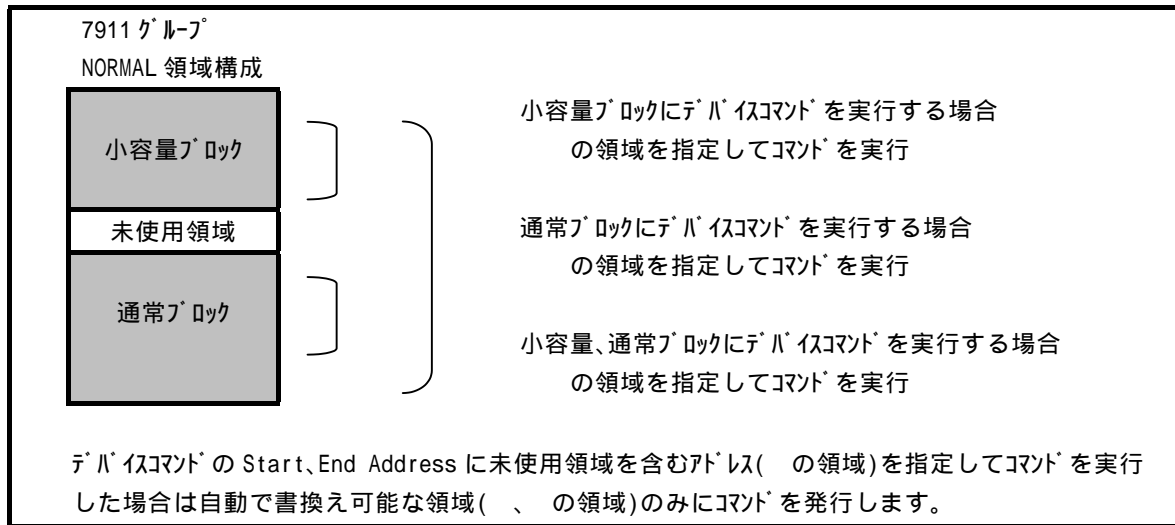 7911 ｸﾞﾙｰﾌﾟ
NORMAL 領域構成
小容量ﾌﾞﾛｯｸ
未使用領域
通常ﾌﾞﾛｯｸ
小容量ﾌﾞﾛｯｸにﾃﾞﾊﾞｲｽｺﾏﾝﾄﾞを実行する場合
の領域を指定してｺﾏﾝﾄﾞを実行
通常ﾌﾞﾛｯｸにﾃﾞﾊﾞｲｽｺﾏﾝﾄﾞを実行する場合
の領域を指定してｺﾏﾝﾄﾞを実行
小容量、通常ﾌﾞﾛｯｸにﾃﾞﾊﾞｲｽｺﾏﾝﾄﾞを実行する場合
の領域を指定してｺﾏﾝﾄﾞを実行
ﾃﾞﾊﾞｲｽｺﾏﾝﾄﾞの Start、End Address に未使用領域を含むｱﾄﾞﾚｽ(　の領域)を指定してｺﾏﾝﾄﾞを実行
した場合は自動で書換え可能な領域(　、　の領域)のみにｺﾏﾝﾄﾞを発行します。